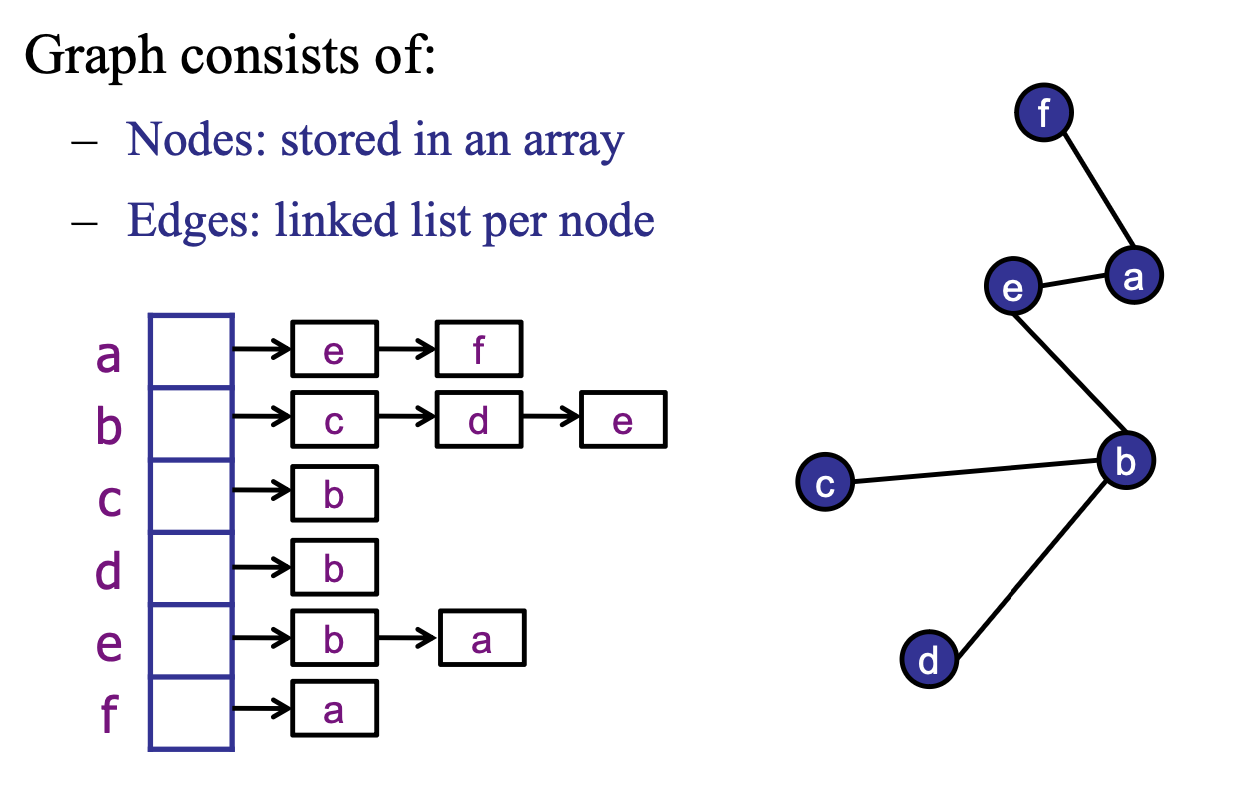 Graph consists of:
– Nodes: stored in an array
– Edges: linked list per node
a e f
b c d e
c b
d b
e b a
f a
f
e a
c b
d